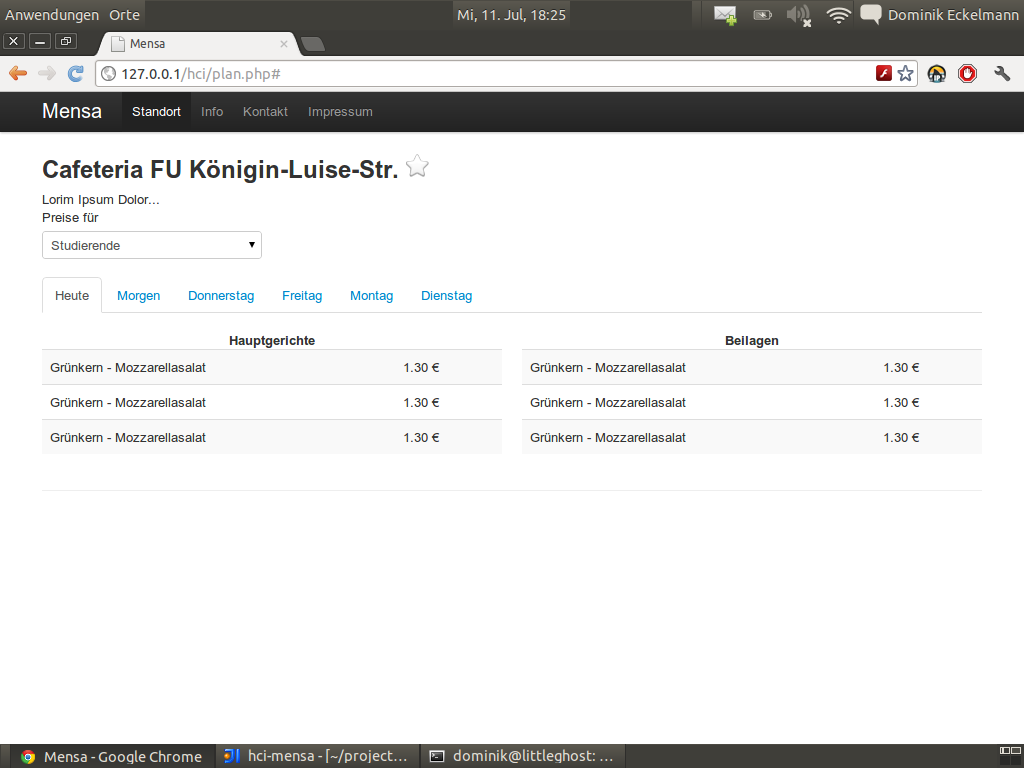 Anwendungen Orte Mi, 11. Jul, 18:25 Dominik Eckelmann
Mensa
127.0.0.1/hci/plan.php#
Mensa Standort Info Kontakt Impressum
Cafeteria FU Königin-Luise-Str.
Lorim Ipsum Dolor...
Preise für
Studierende
Heute Morgen Donnerstag Freitag Montag Dienstag
Hauptgerichte Beilagen
Grünkern - Mozzarellasalat 1.30 € Grünkern - Mozzarellasalat 1.30 €
Grünkern - Mozzarellasalat 1.30 € Grünkern - Mozzarellasalat 1.30 €
Grünkern - Mozzarellasalat 1.30 € Grünkern - Mozzarellasalat 1.30 €
Mensa - Google Chrome hci-mensa - [~/project... dominik@littleghost: ...